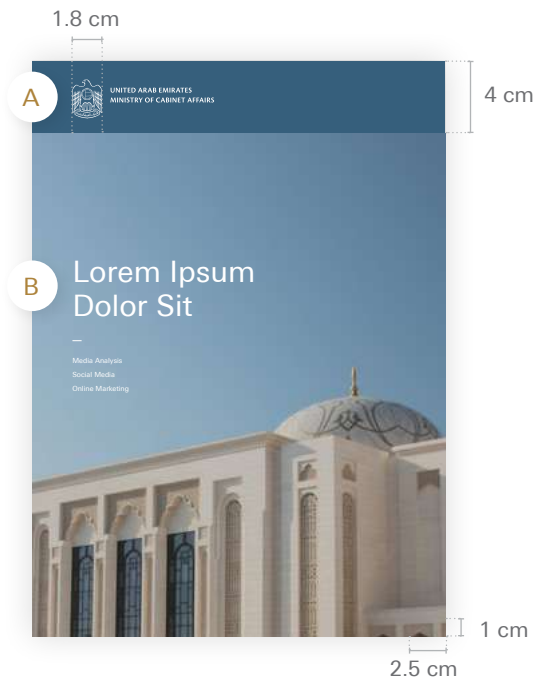 1.8 cm
A
UNITED ARAB EMIRATES
MINISTRY OF CABINET AFFAIRS
4 cm
B
Lorem Ipsum
Dolor Sit
Media Analysis
Social Media
Online Marketing
1 cm
2.5 cm